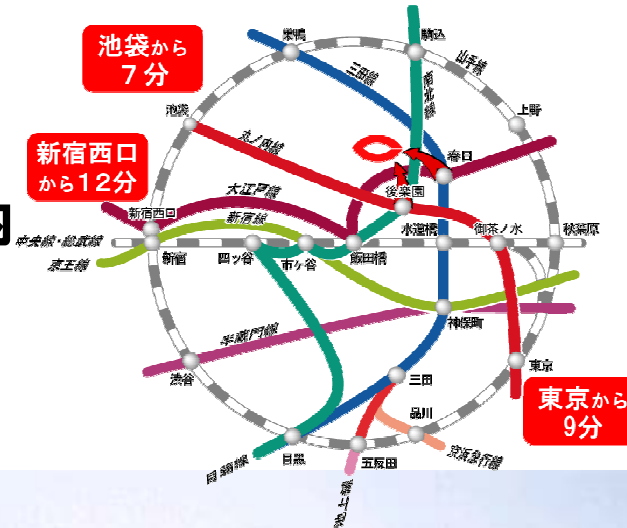 池袋から
7分
新宿西口
から12分
巣鴨
駒込
山手線
三田線
南北線
池袋
上野
丸ノ内線
春日
大江戸線
後楽園
新宿西口
新宿線
水道橋
御茶ノ水
秋葉原
内
中央線・総武線
新宿
四ッ谷
市ヶ谷
飯田橋
京王線
神保町
半蔵門線
渋谷
三田
東京
東京から
9分
品川
目黒
五反田
京浜急行線
目黒線
池上線